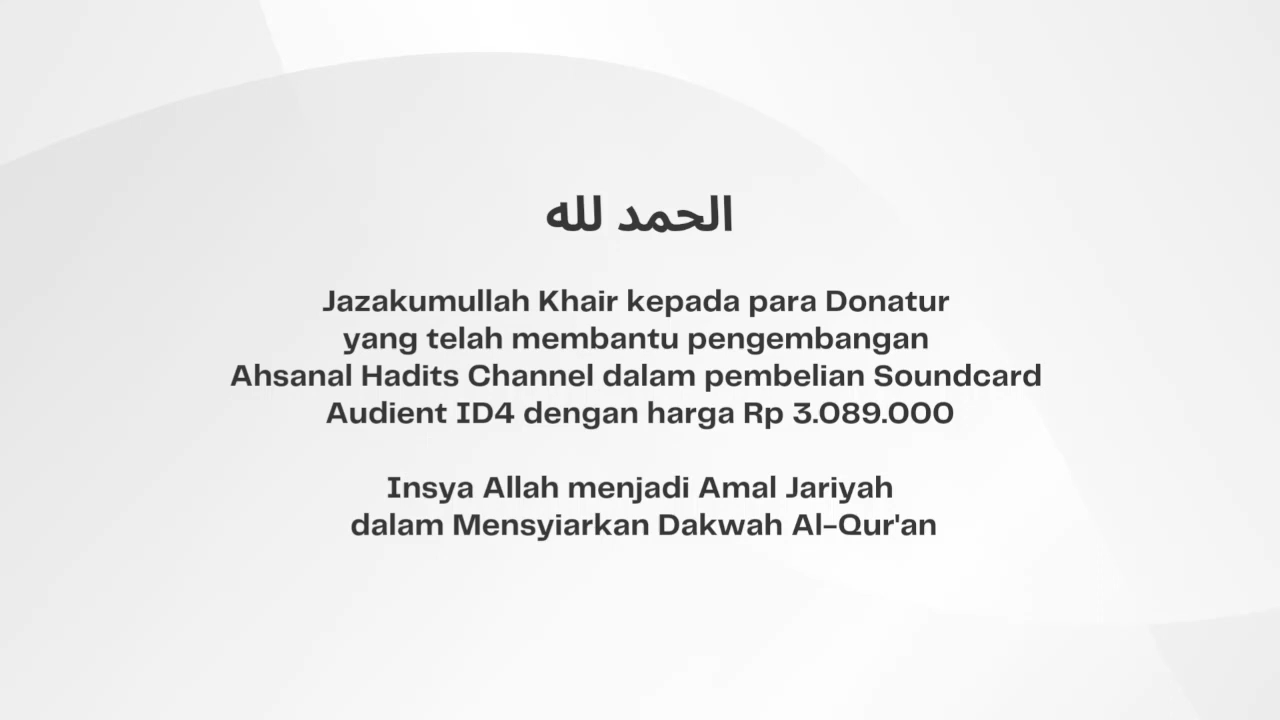 الحمد لله
Jazakumullah Khair kepada para Donatur
yang telah membantu pengembangan
Ahsanal Hadits Channel dalam pembelian Soundcard
Audient ID4 dengan harga Rp 3.089.000
Insya Allah menjadi Amal Jariyah
dalam Mensyiarkan Dakwah Al-Qur'an